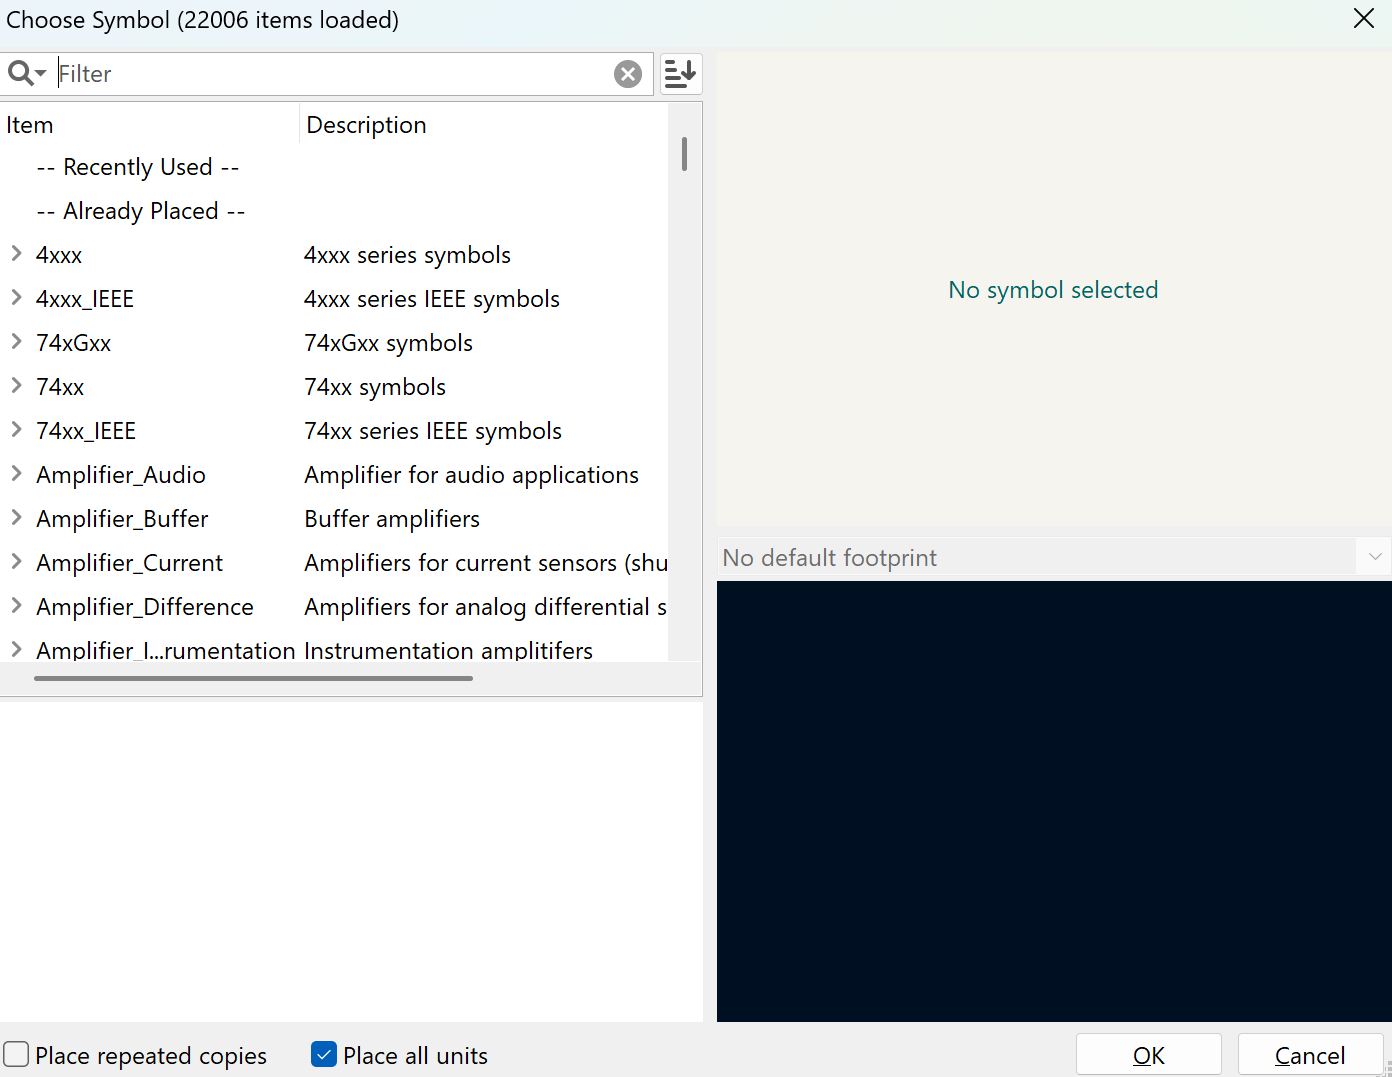 Choose Symbol (22006 items loaded)
Filter
Item Description
-- Recently Used --
-- Already Placed --
4xxx 4xxx series symbols
4xxx_IEEE 4xxx series IEEE symbols
74xGxx 74xGxx symbols
74xx 74xx symbols
74xx_IEEE 74xx series IEEE symbols
Amplifier_Audio Amplifier for audio applications
Amplifier_Buffer Buffer amplifiers
Amplifier_Current Amplifiers for current sensors (shu
Amplifier_Difference Amplifiers for analog differential s
Amplifier_I...rumentation Instrumentation amplitifers
No symbol selected
No default footprint
Place repeated copies Place all units
OK Cancel